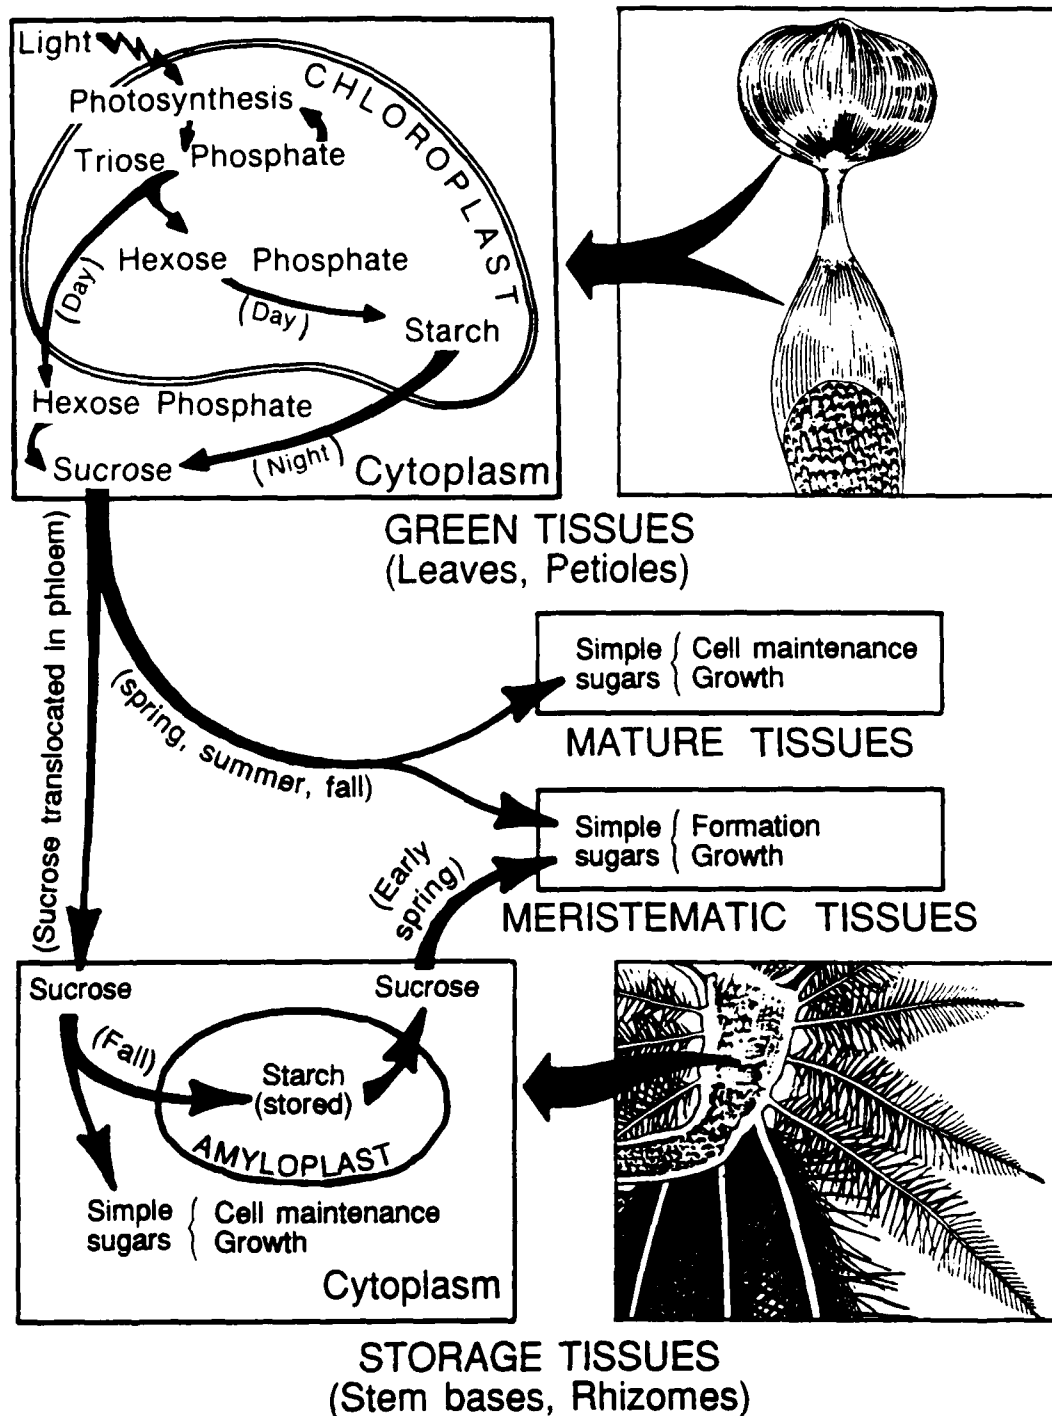 Light
CHLOROPLAST
Photosynthesis
Triose Phosphate
Hexose Phosphate
(Day)
(Day)
Starch
Hexose Phosphate
Sucrose
(Night)
Cytoplasm
GREEN TISSUES
(Leaves, Petioles)
(Sucrose translocated in phloem)
(spring, summer, fall)
Simple { Cell maintenance
sugars { Growth
MATURE TISSUES
Simple { Formation
sugars { Growth
MERISTEMATIC TISSUES
(Early
spring)
Sucrose
Sucrose
(Fall)
Starch
(stored)
AMYLOPLAST
Simple { Cell maintenance
sugars { Growth
Cytoplasm
STORAGE TISSUES
(Stem bases, Rhizomes)